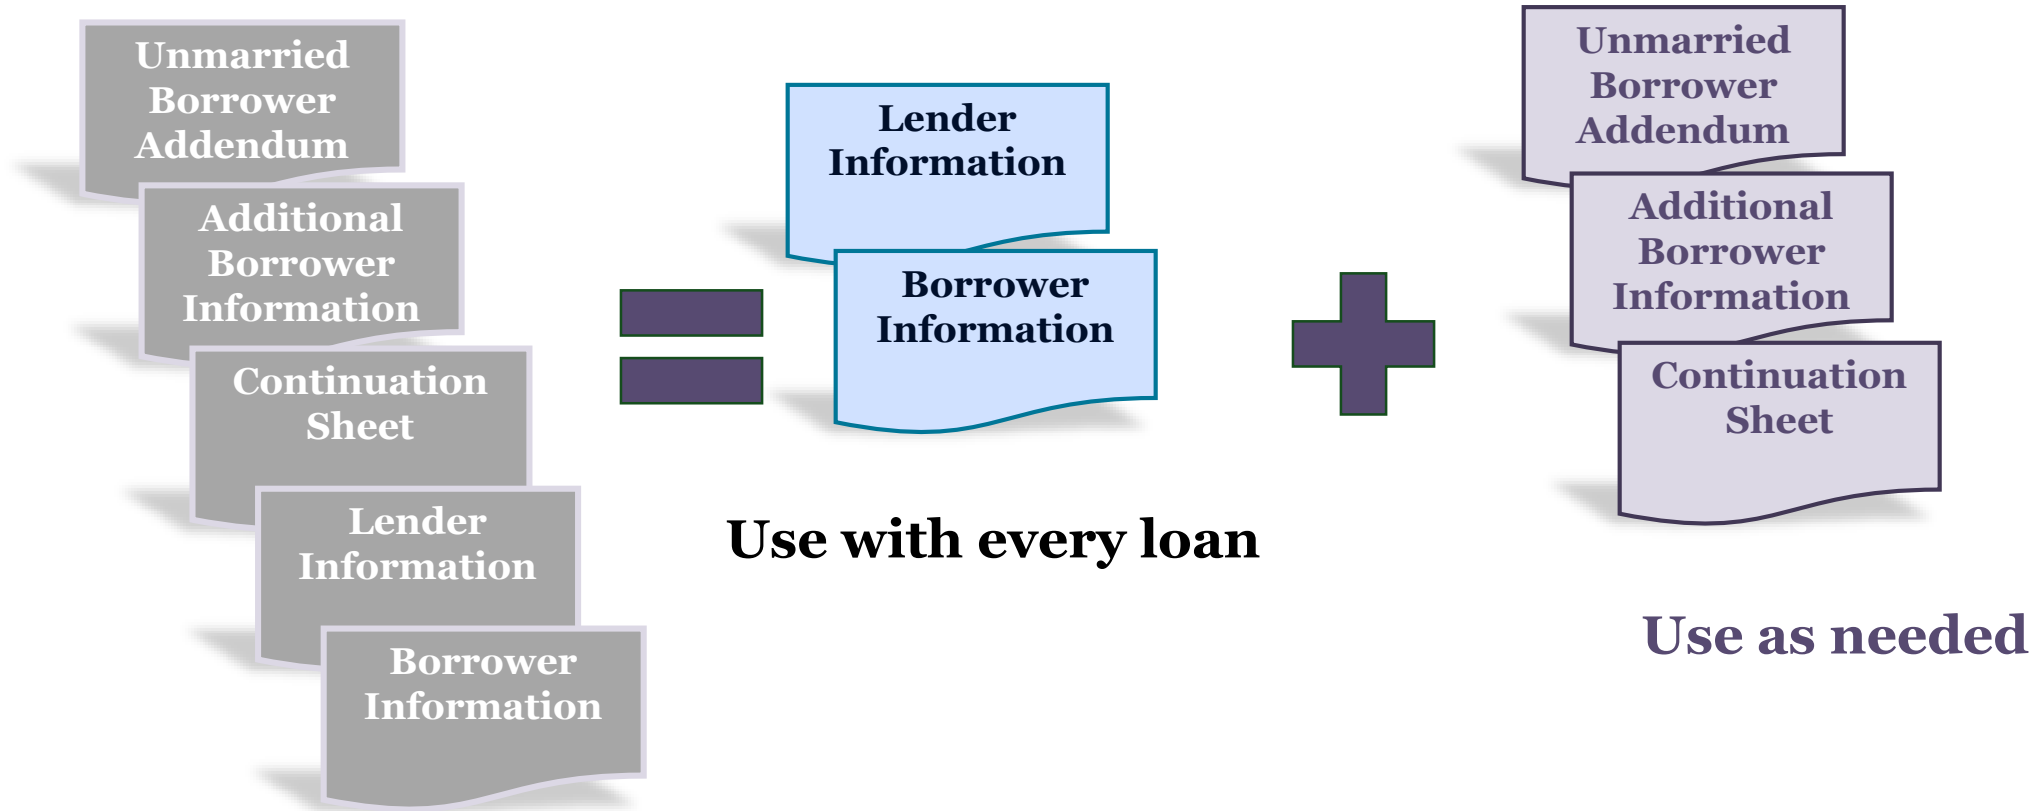 Unmarried
Borrower
Addendum
Additional
Borrower
Information
Continuation
Sheet
Lender
Information
Borrower
Information
Lender
Information
Borrower
Information
Use with every loan
Unmarried
Borrower
Addendum
Additional
Borrower
Information
Continuation
Sheet
Use as needed